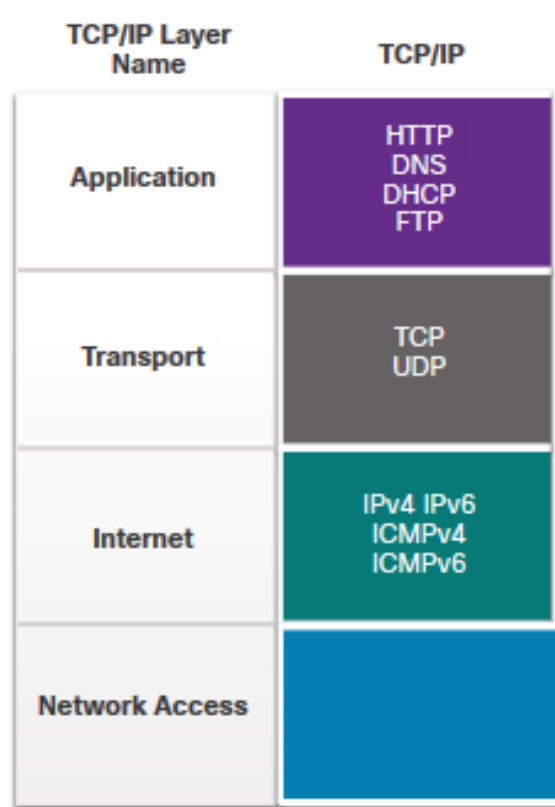 TCP/IP Layer
Name
TCP/IP
Application
HTTP
DNS
DHCP
FTP
Transport
TCP
UDP
Internet
IPv4 IPv6
ICMPv4
ICMPv6
Network Access